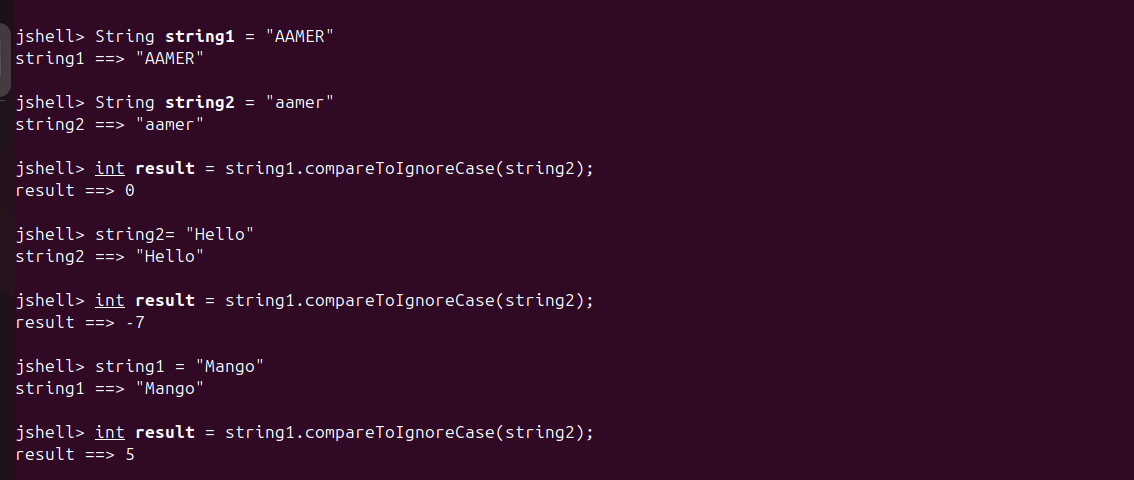 jshell> String string1 = "AAMER"
string1 ==> "AAMER"
jshell> String string2 = "aamer"
string2 ==> "aamer"
jshell> int result = string1.compareToIgnoreCase(string2);
result ==> 0
jshell> string2= "Hello"
string2 ==> "Hello"
jshell> int result = string1.compareToIgnoreCase(string2);
result ==> -7
jshell> string1 = "Mango"
string1 ==> "Mango"
jshell> int result = string1.compareToIgnoreCase(string2);
result ==> 5